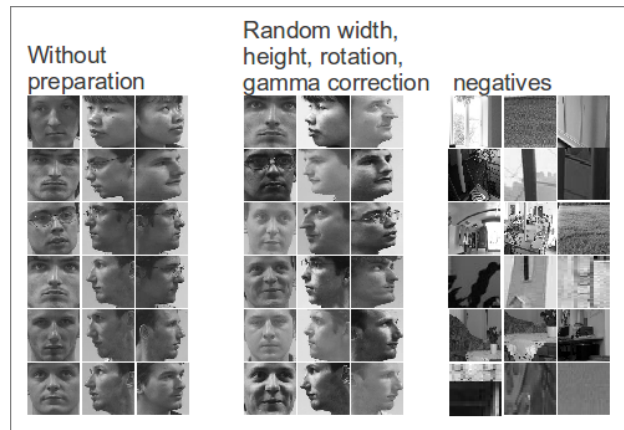 Without
preparation
Random width,
height, rotation,
gamma correction
negatives